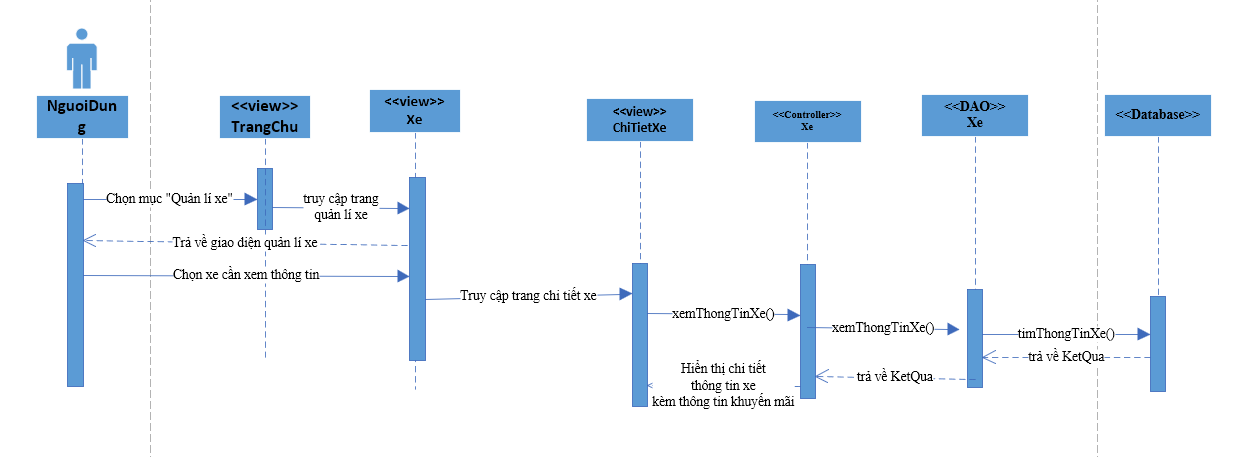 NguoiDun
g
<<view>>
TrangChu
<<view>>
Xe
<<view>>
ChiTietXe
<<Controller>>
Xe
<<DAO>>
Xe
<<Database>>
Chọn mục "Quản lí xe"
truy cập trang
quản lí xe
Trả về giao diện quản lí xe
Chọn xe cần xem thông tin
Truy cập trang chi tiết xe
xemThongTinXe()
xemThongTinXe()
timThongTinXe()
trả về KetQua
trả về KetQua
Hiển thị chi tiết
thông tin xe
kèm thông tin khuyến mãi